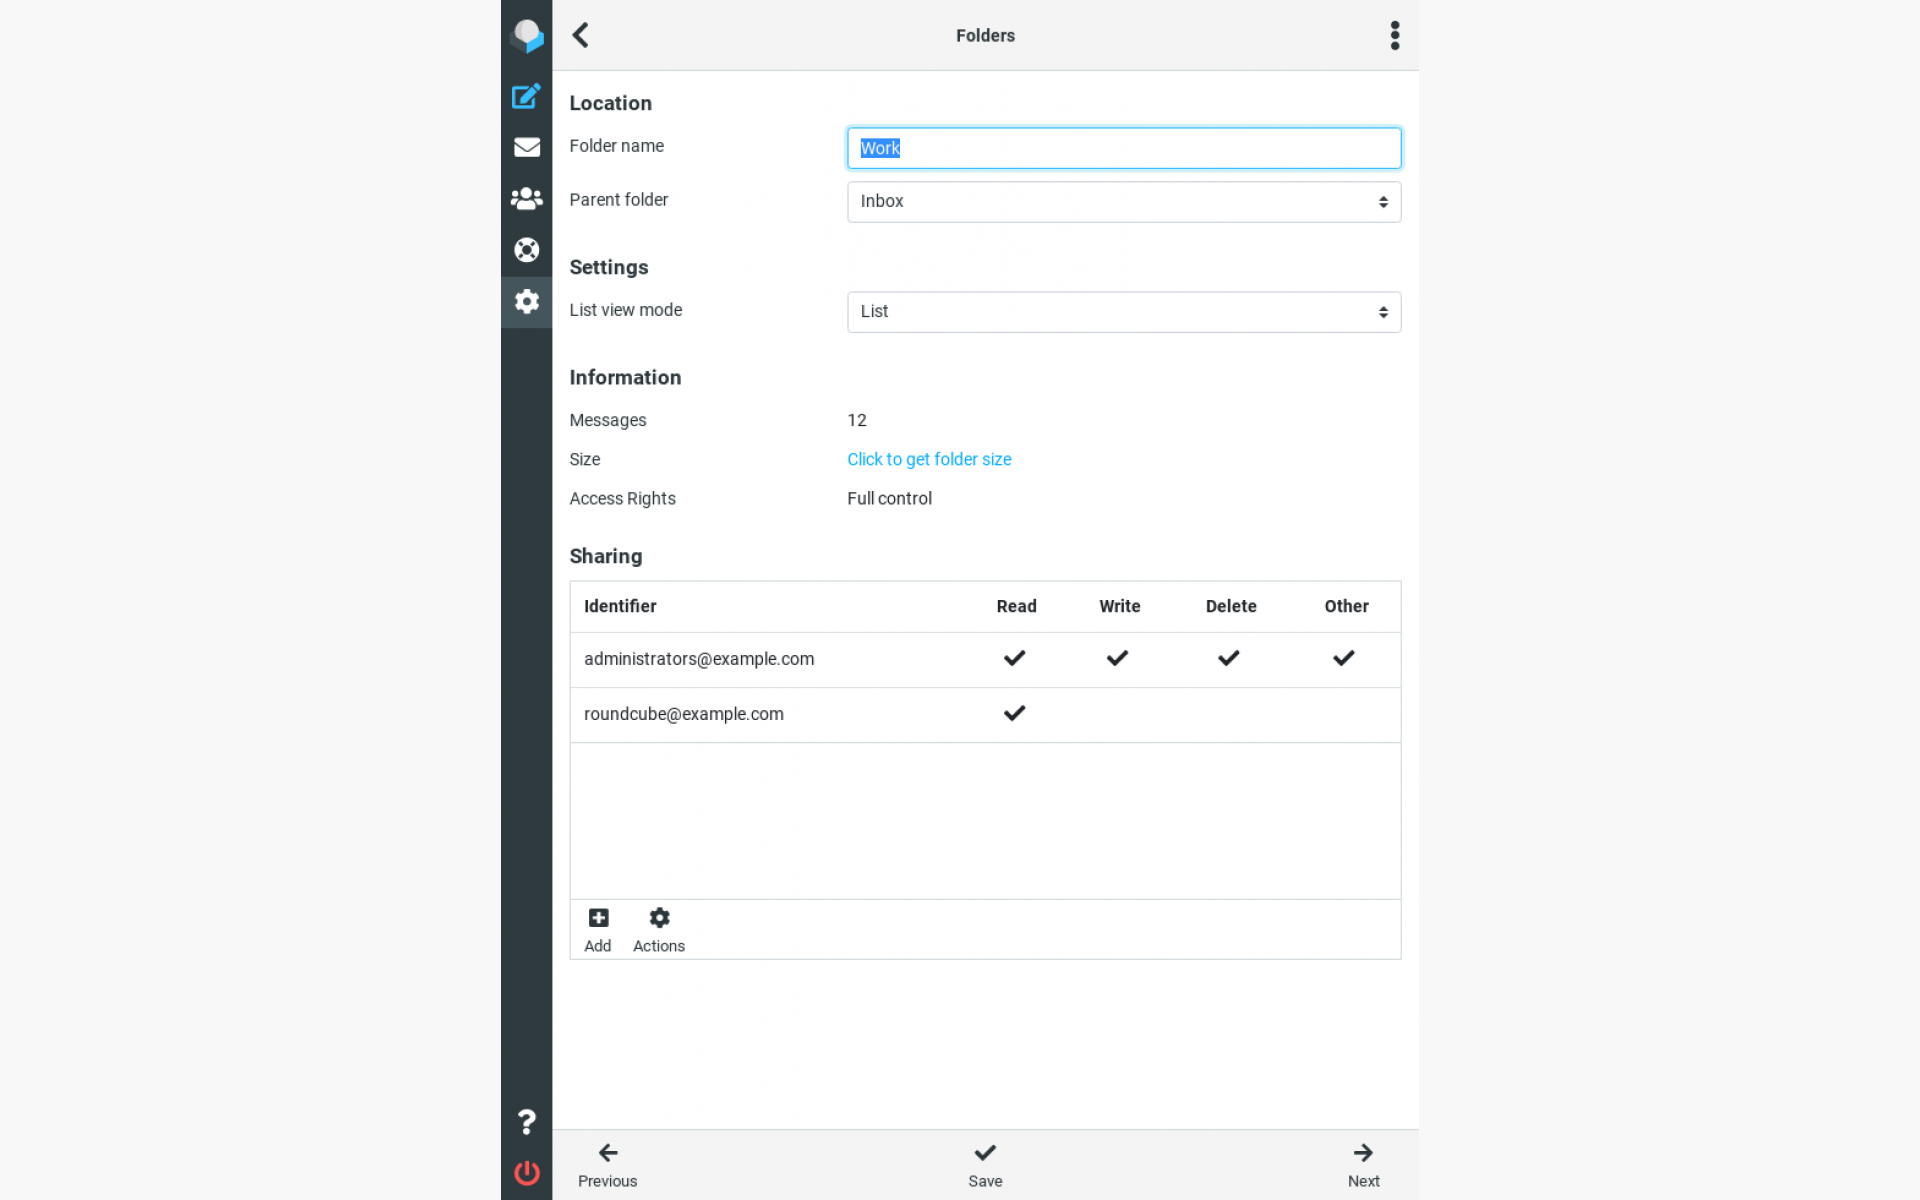 Folders
Location
Folder name Work
Parent folder Inbox
Settings
List view mode List
Information
Messages 12
Size Click to get folder size
Access Rights Full control
Sharing
Identifier Read Write Delete Other
administrators@example.com
roundcube@example.com
Add Actions
Previous Save Next